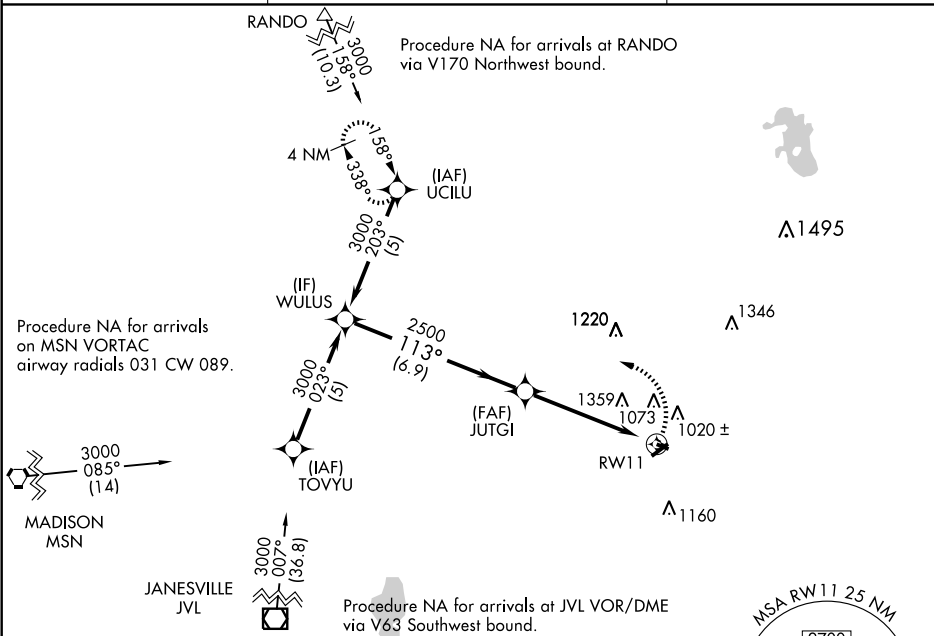 RANDO
3000
158°
(10.3)
Procedure NA for arrivals at RANDO
via V170 Northwest bound.
4 NM
158°
338°
(IAF)
UCILU
3000
203°
(5)
1495
(IF)
WULUS
Procedure NA for arrivals
on MSN VORTAC
airway radials 031 CW 089.
2500
113°
(6.9)
1220
1346
3000
023°
(5)
(FAF)
JUTGI
1359
1073
1020 ±
RW11
(IAF)
TOVYU
3000
085°
(14)
MADISON
MSN
1160
3000
007°
(36.8)
JANESVILLE
JVL
Procedure NA for arrivals at JVL VOR/DME
via V63 Southwest bound.
MSA RW11 25 NM